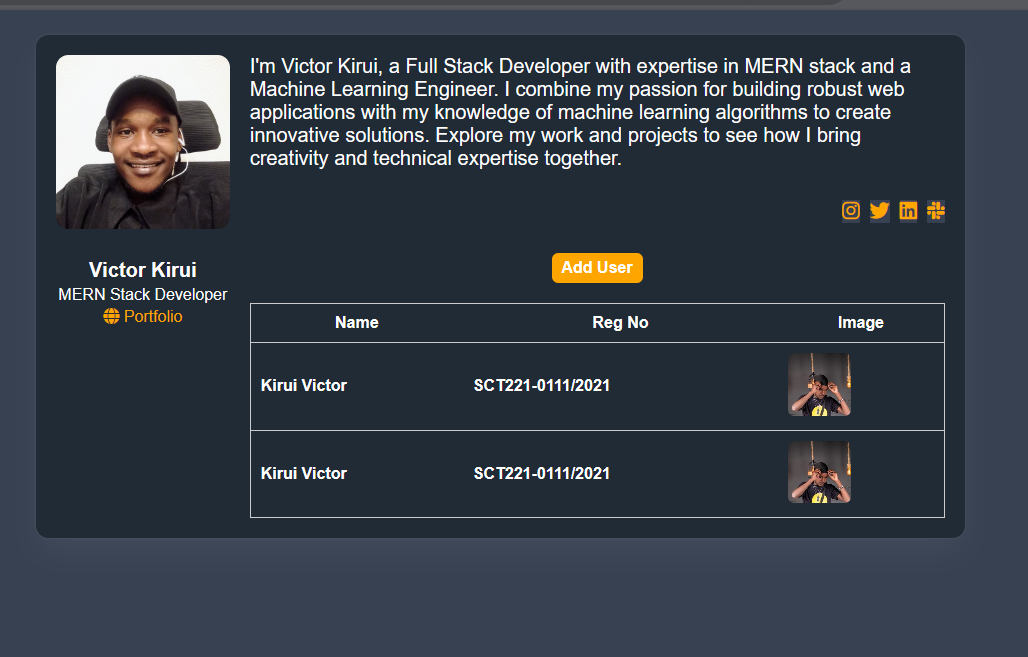 I'm Victor Kirui, a Full Stack Developer with expertise in MERN stack and a
Machine Learning Engineer. I combine my passion for building robust web
applications with my knowledge of machine learning algorithms to create
innovative solutions. Explore my work and projects to see how I bring
creativity and technical expertise together.
Victor Kirui
MERN Stack Developer
Portfolio
Add User
Name Reg No Image
Kirui Victor SCT221-0111/2021
Kirui Victor SCT221-0111/2021